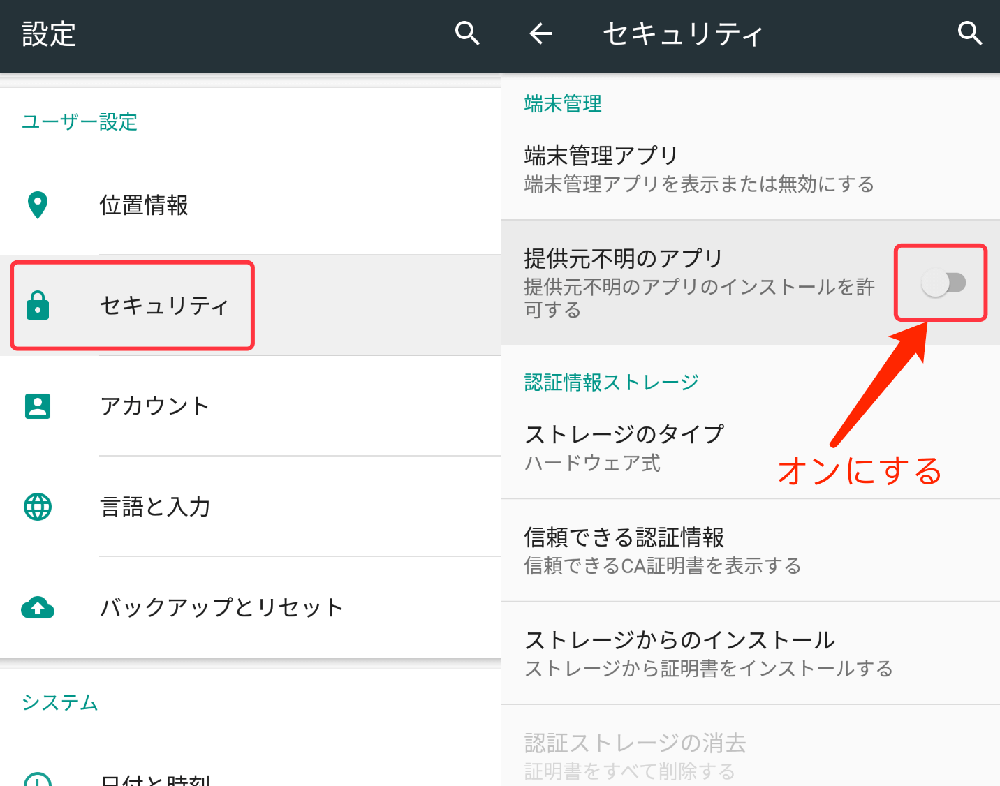 設定
ユーザー設定
位置情報
セキュリティ
アカウント
言語と入力
バックアップとリセット
システム
日付と時刻
セキュリティ
端末管理
端末管理アプリ
端末管理アプリを表示または無効にする
提供元不明のアプリ
提供元不明のアプリのインストールを許
可する
オンにする
認証情報ストレージ
ストレージのタイプ
ハードウェア式
信頼できる認証情報
信頼できるCA証明書を表示する
ストレージからのインストール
ストレージから証明書をインストールする
認証ストレージの消去
証明書をすべて削除する